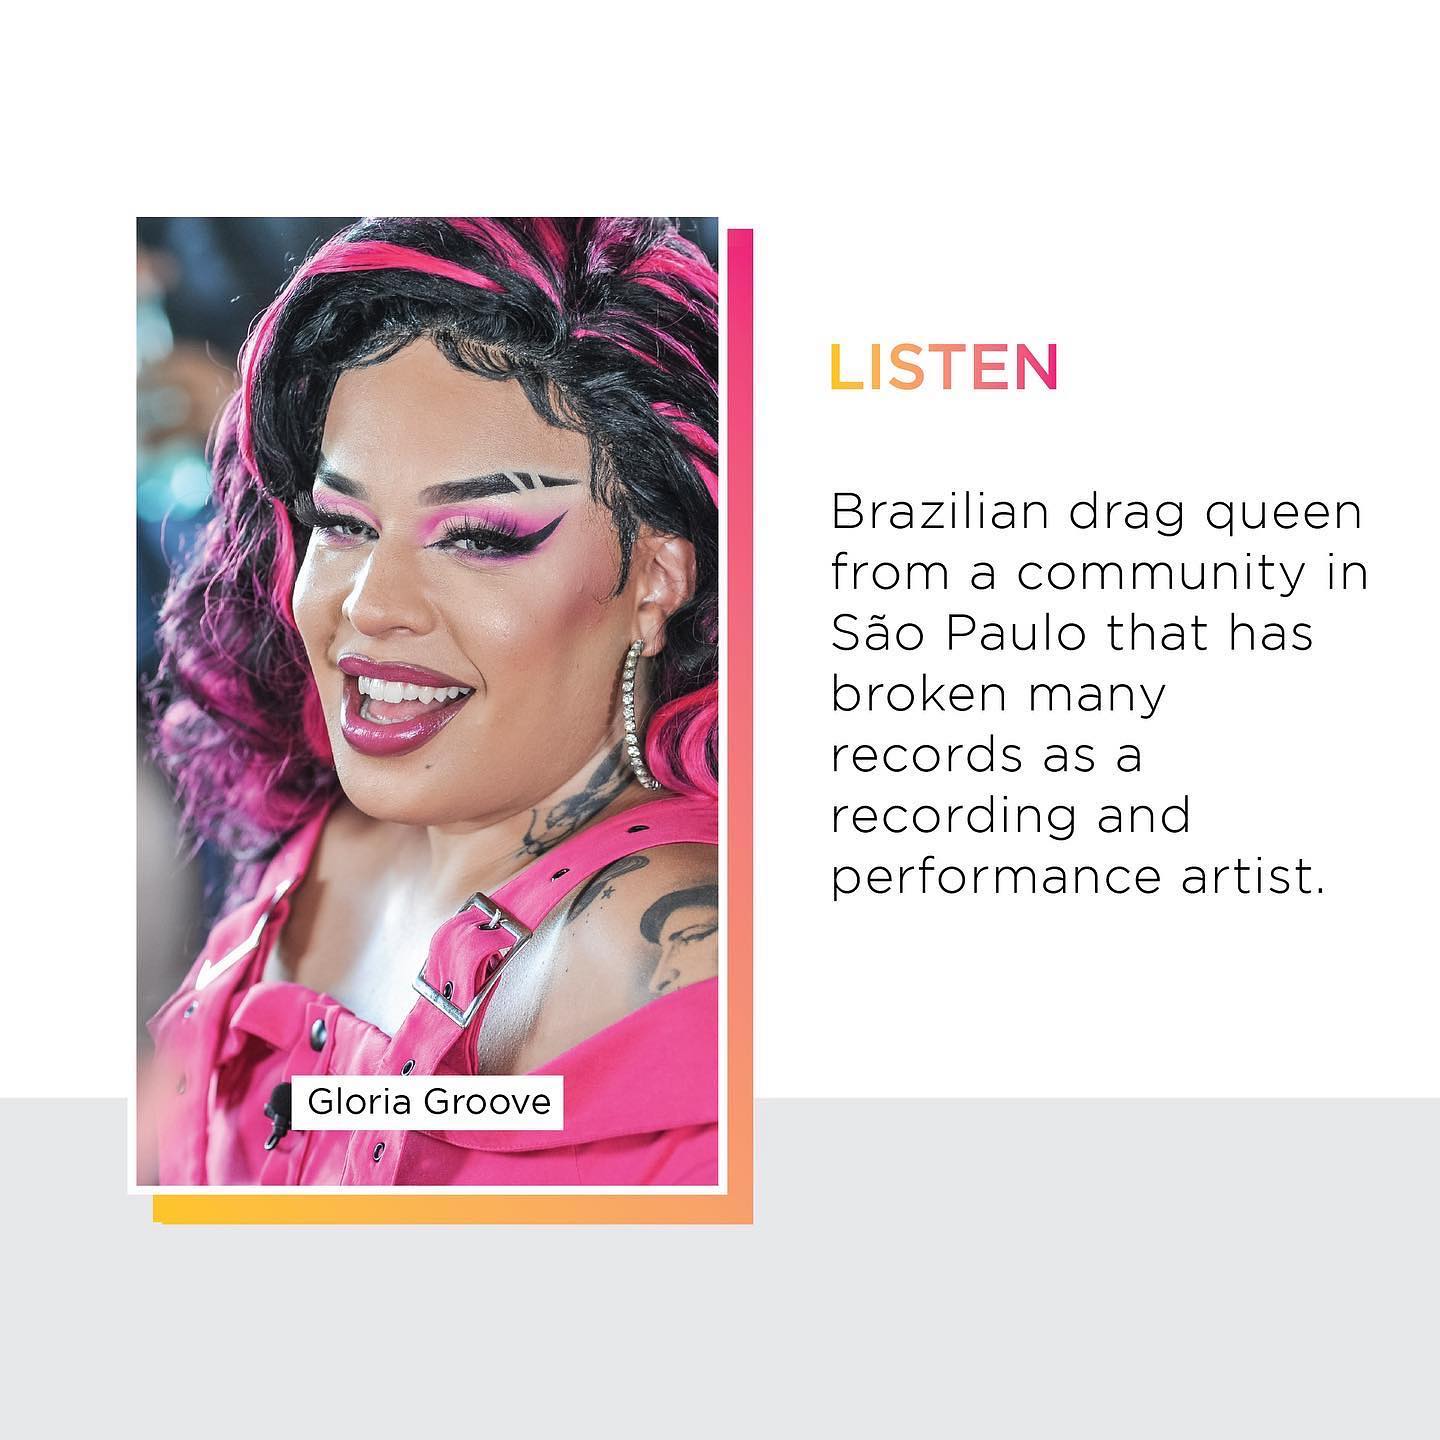 LISTEN
Brazilian drag queen
from a community in
São Paulo that has
broken many
records as a
recording and
performance artist.
Gloria Groove